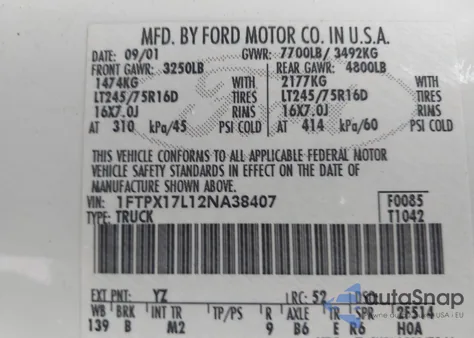 MFD. BY FORD MOTOR CO. IN U.S.A.
DATE: 09/01 GVWR: 7700LB/ 3492KG
FRONT GAWR: 3250LB REAR GAWR: 4800LB
1474KG WITH 2177KG WITH
LT245/75R16D TIRES LT245/75R16D TIRES
16X7.0J RIMS 16X7.0J RIMS
AT 310 kPa/45 PSI COLD AT 414 kPa/60 PSI COLD
THIS VEHICLE CONFORMS TO ALL APPLICABLE FEDERAL MOTOR
VEHICLE SAFETY STANDARDS IN EFFECT ON THE DATE OF
MANUFACTURE SHOWN ABOVE.
VIN: 1FTPX17L12NA38407 F0085
TYPE: TRUCK T1042
EXT PNT: YZ RC: 52 DSO:
WB BRK INT TR TP/PS R AXLE TR SPR 2F514
139 B M2 9 B6 E R6 H0A
autoSnap